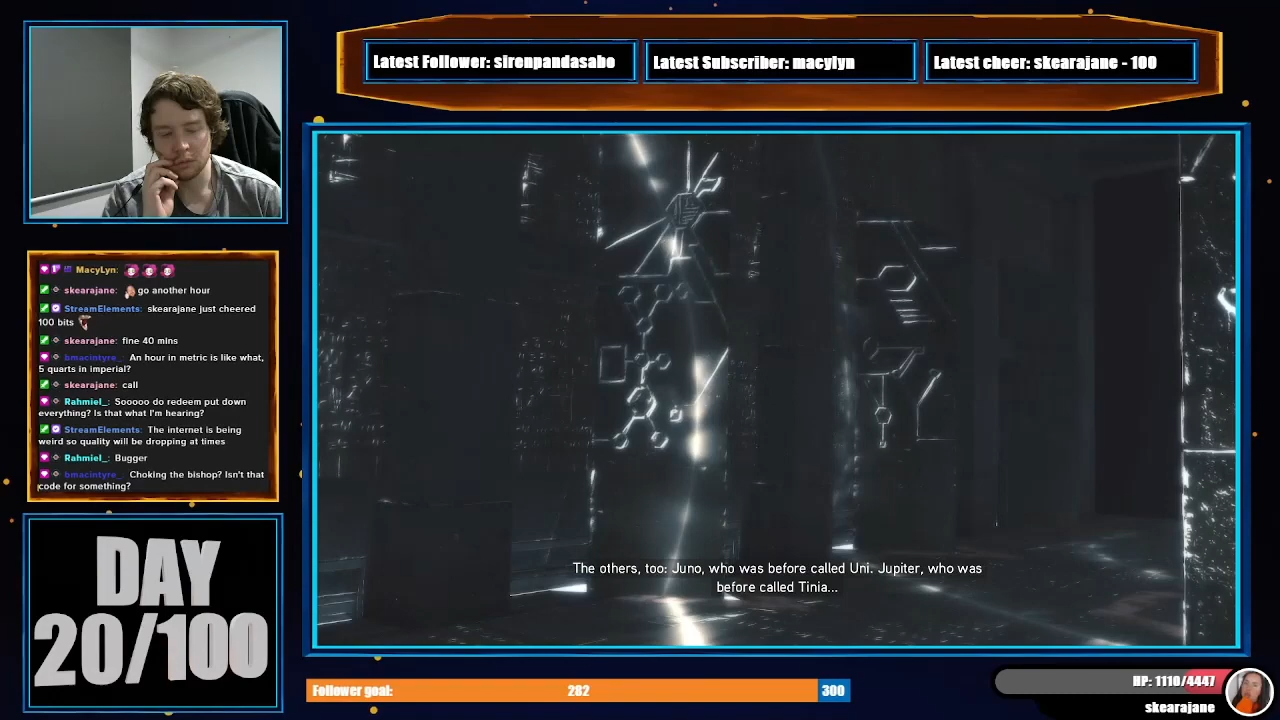 Latest Follower: sirenpandasabo
Latest Subscriber: macylyn
Latest cheer: skearajane - 100
MacyLyn:
skearajane: go another hour
StreamElements: skearajane just cheered
100 bits
skearajane: fine 40 mins
bmacintyre_: An hour in metric is like what,
5 quarts in imperial?
skearajane: call
Rahmiel_: Sooooo do redeem put down
everything? Is that what I'm hearing?
StreamElements: The internet is being
weird so quality will be dropping at times
Rahmiel_: Bugger
bmacintyre_: Choking the bishop? Isn't that
code for something?
DAY
20/100
The others, too: Juno, who was before called Uni. Jupiter, who was
before called Tinia...
Follower goal: 282 300
HP: 1110/4447
skearajane